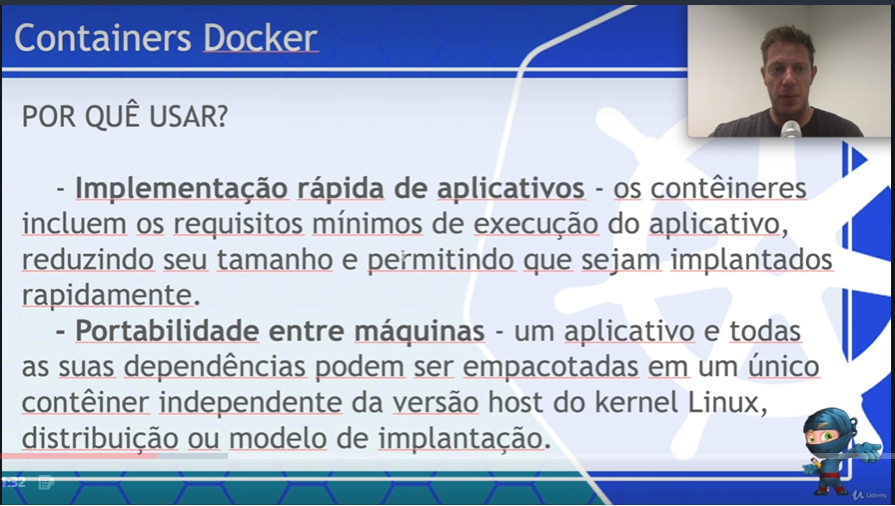 Containers Docker
POR QUÊ USAR?
- Implementação rápida de aplicativos - os contêineres
incluem os requisitos mínimos de execução do aplicativo,
reduzindo seu tamanho e permitindo que sejam implantados
rapidamente.
- Portabilidade entre máquinas - um aplicativo e todas
as suas dependências podem ser empacotadas em um único
contêiner independente da versão host do kernel Linux,
distribuição ou modelo de implantação.
1:32
Udemy